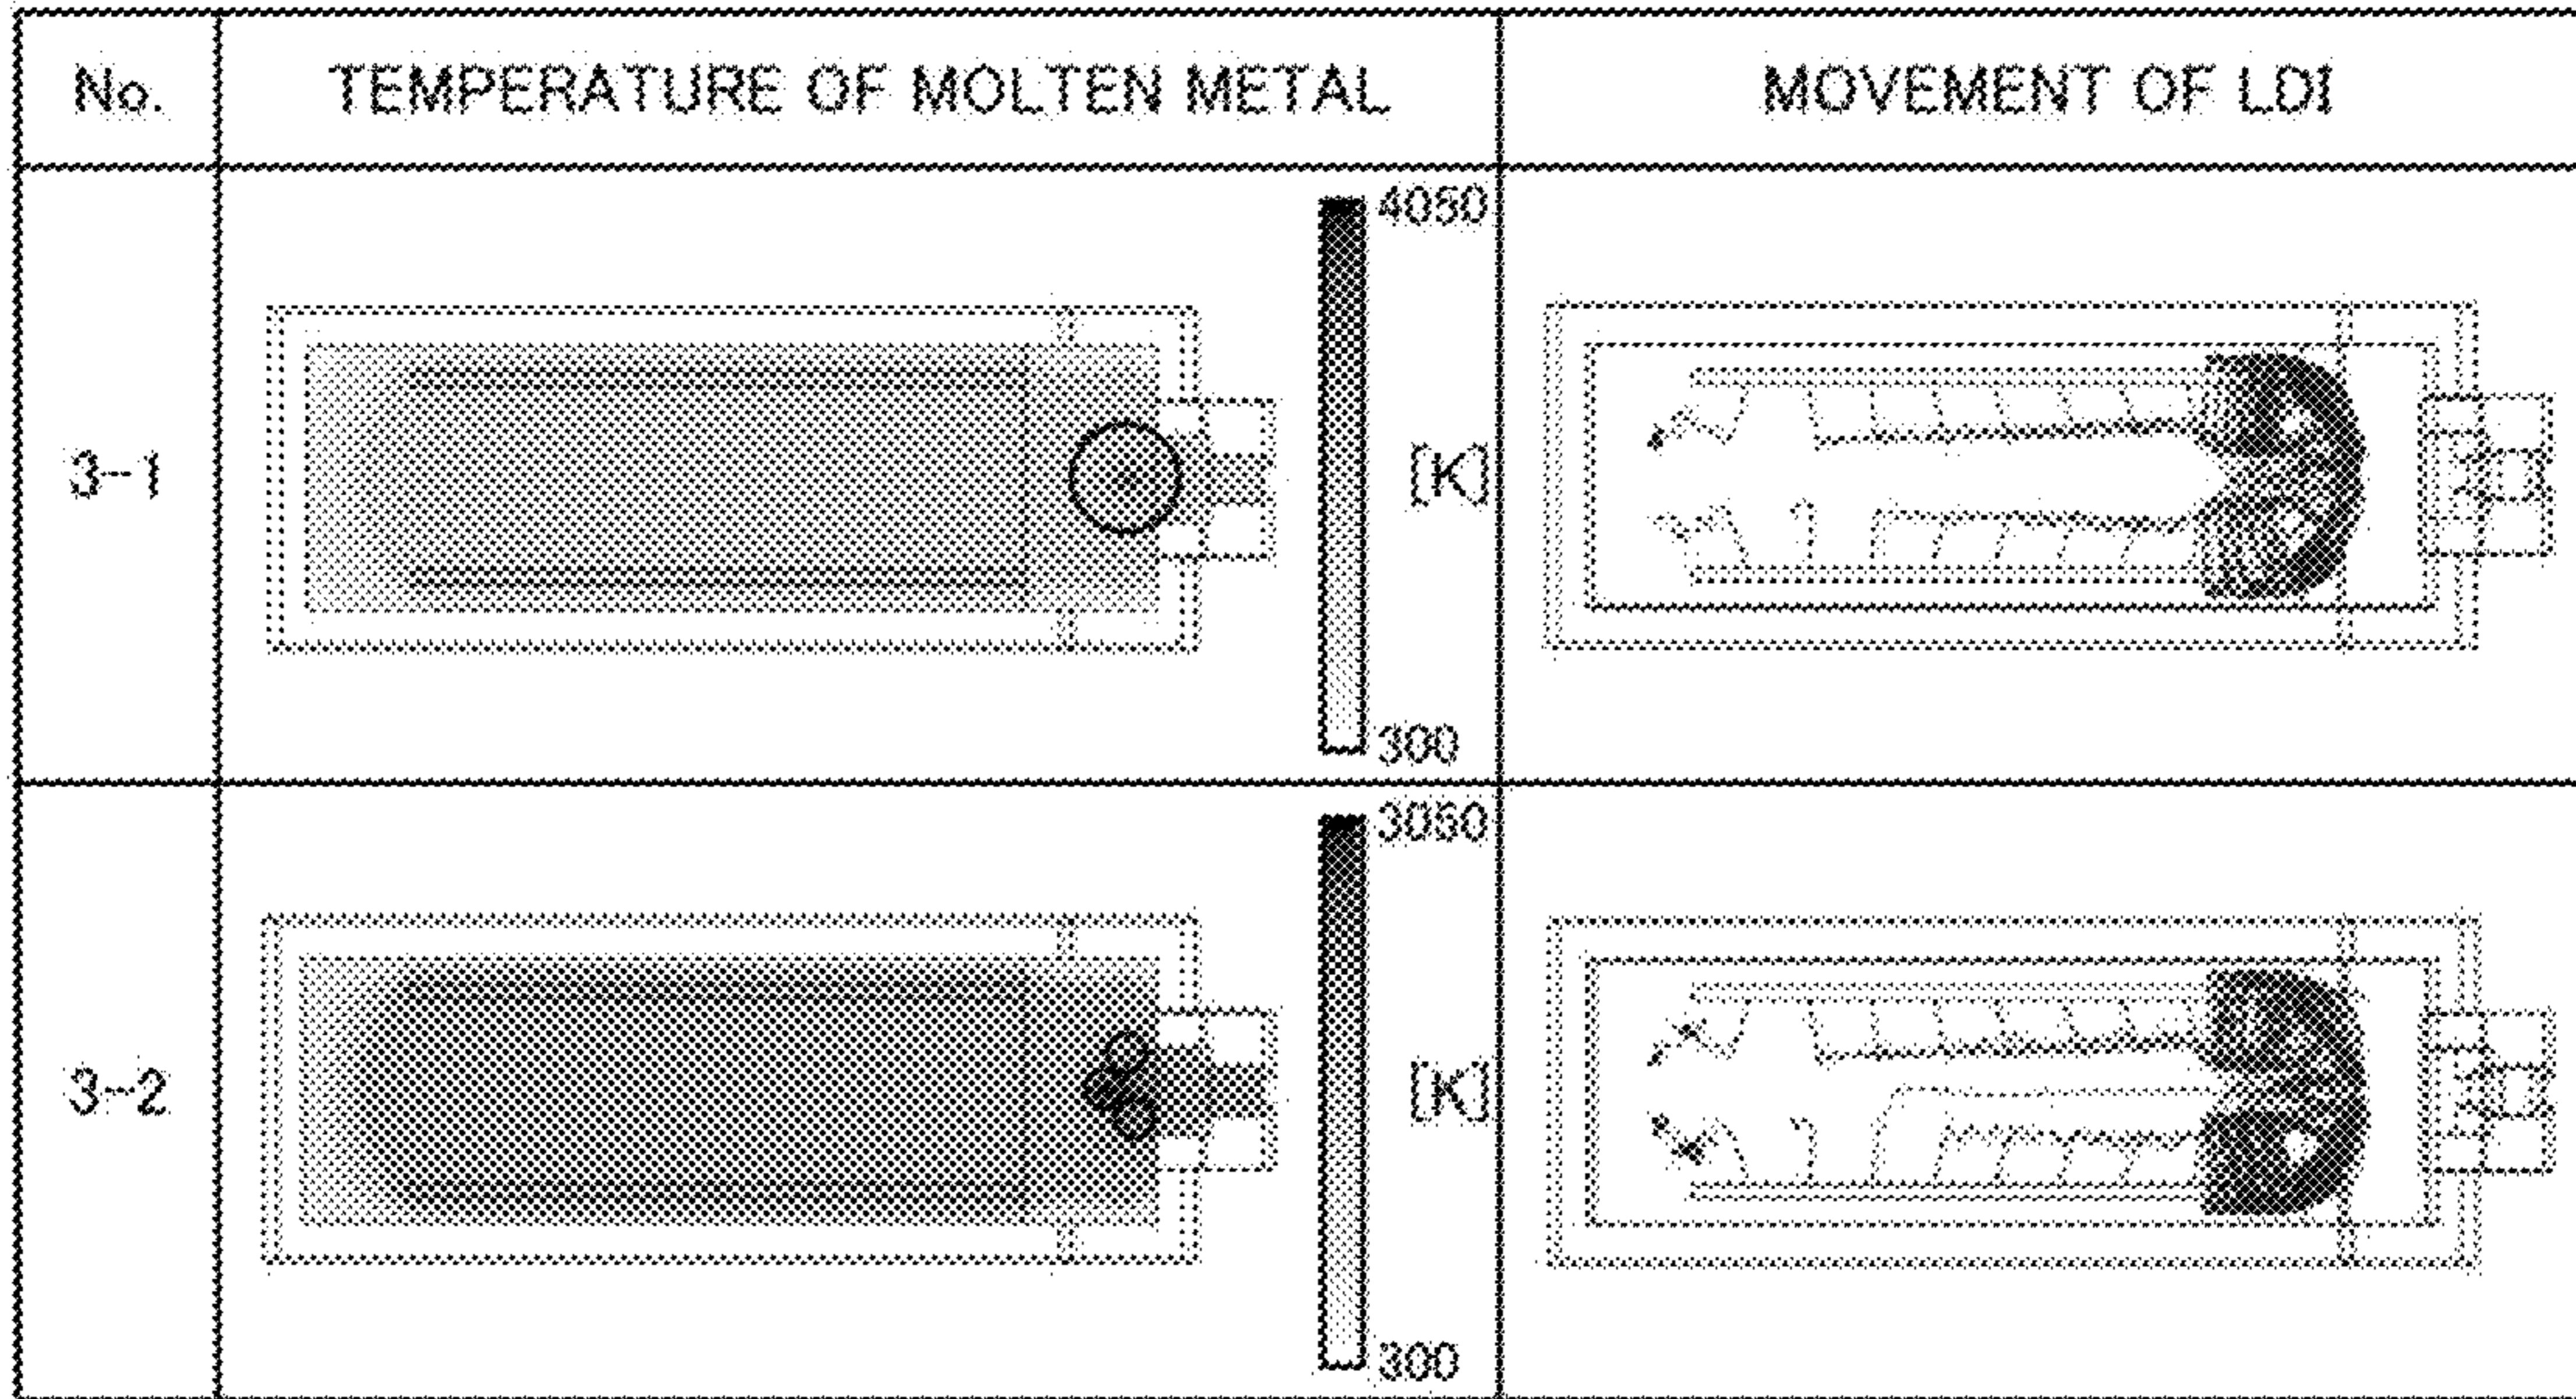 No. TEMPERATURE OF MOLTEN METAL MOVEMENT OF LDI
4050
3-1 [K]
300
3050
3-2 [K]
300